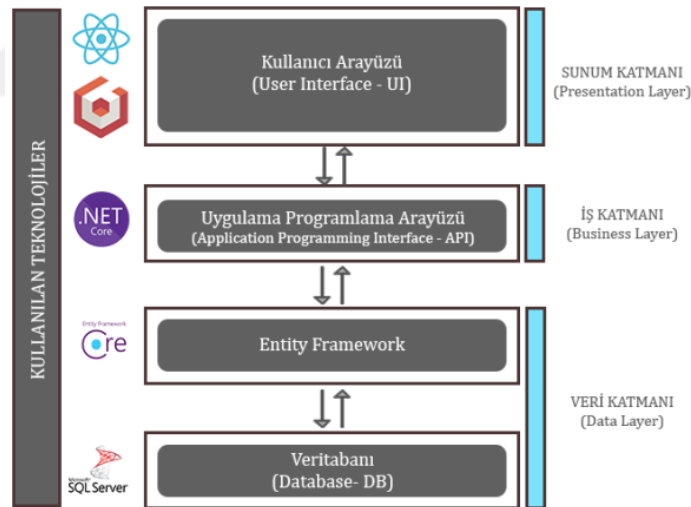 KULLANILAN TEKNOLOJİLER
Kullanıcı Arayüzü
(User Interface - UI)
SUNUM KATMANI
(Presentation Layer)
.NET
Core
Uygulama Programlama Arayüzü
(Application Programming Interface - API)
İŞ KATMANI
(Business Layer)
Entity Framework
Core
Entity Framework
VERİ KATMANI
(Data Layer)
Microsoft
SQL Server
Veritabanı
(Database- DB)